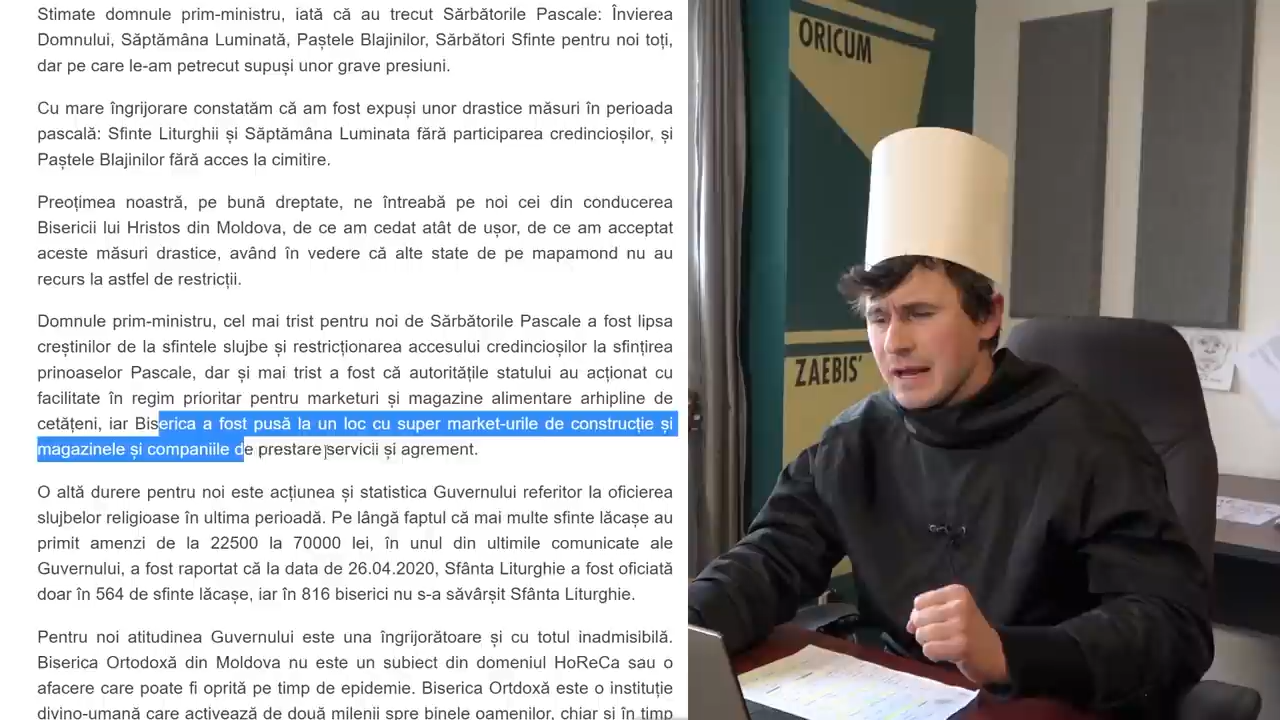 Stimate domnule prim-ministru, iată că au trecut Sărbătorile Pascale: Învierea
Domnului, Săptămâna Luminată, Paștele Blajinilor, Sărbători Sfinte pentru noi toți,
dar pe care le-am petrecut supuși unor grave presiuni.
Cu mare îngrijorare constatăm că am fost expuși unor drastice măsuri în perioada
pascală: Sfinte Liturghii și Săptămâna Luminata fără participarea credincioșilor, și
Paștele Blajinilor fără acces la cimitire.
Preoțimea noastră, pe bună dreptate, ne întreabă pe noi cei din conducerea
Bisericii lui Hristos din Moldova, de ce am cedat atât de ușor, de ce am acceptat
aceste măsuri drastice, având în vedere că alte state de pe mapamond nu au
recurs la astfel de restricții.
Domnule prim-ministru, cel mai trist pentru noi de Sărbătorile Pascale a fost lipsa
creștinilor de la sfintele slujbe și restricționarea accesului credincioșilor la sfințirea
prinoaselor Pascale, dar și mai trist a fost că autoritățile statului au acționat cu
facilitate în regim prioritar pentru marketuri și magazine alimentare arhipline de
cetățeni, iar Biserica a fost pusă la un loc cu super market-urile de construcție și
magazinele și companiile de prestare servicii și agrement.
O altă durere pentru noi este acțiunea și statistica Guvernului referitor la oficierea
slujbelor religioase în ultima perioadă. Pe lângă faptul că mai multe sfinte lăcașe au
primit amenzi de la 22500 la 70000 lei, în unul din ultimile comunicate ale
Guvernului, a fost raportat că la data de 26.04.2020, Sfânta Liturghie a fost oficiată
doar în 564 de sfinte lăcașe, iar în 816 biserici nu s-a săvârșit Sfânta Liturghie.
Pentru noi atitudinea Guvernului este una îngrijorătoare și cu totul inadmisibilă.
Biserica Ortodoxă din Moldova nu este un subiect din domeniul HoReCa sau o
afacere care poate fi oprită pe timp de epidemie. Biserica Ortdoxă este o instituție
divino-umană care activează de două milenii spre binele oamenilor, chiar și în timp
ORICUM
ZAEBIS'